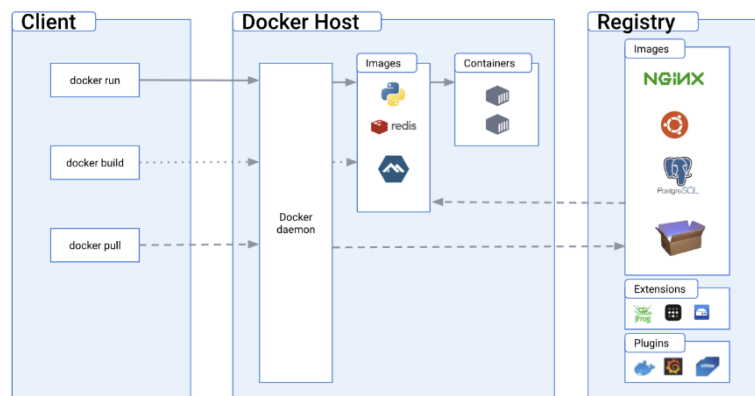 Client
docker run
docker build
docker pull
Docker Host
Docker
daemon
Images
redis
Containers
Registry
Images
NGINX
PostgreSQL
Extensions
JFrog
Plugins